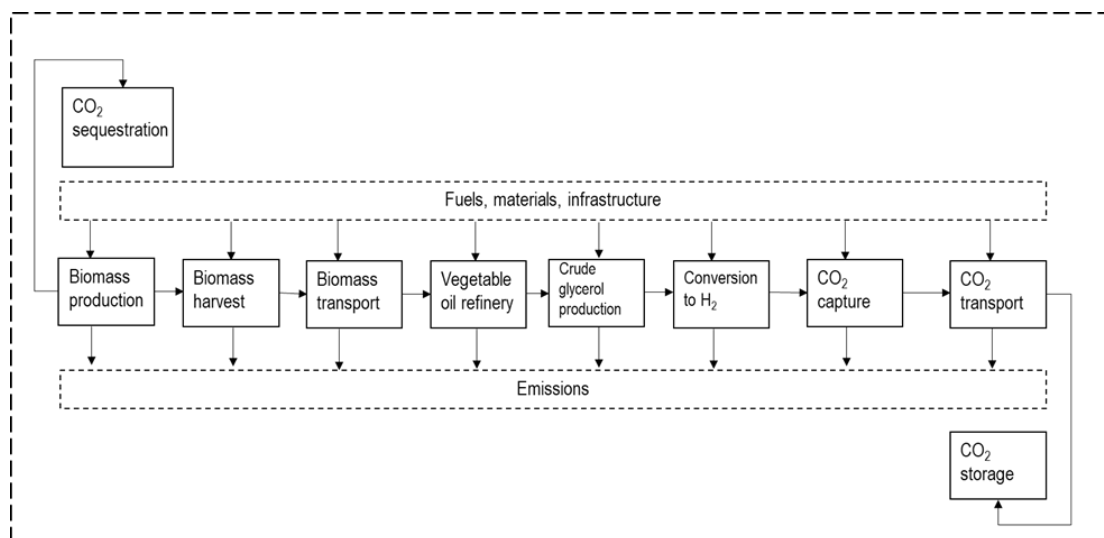 CO₂
sequestration
Fuels, materials, infrastructure
Biomass
production
Biomass
harvest
Biomass
transport
Vegetable
oil refinery
Crude
glycerol
production
Conversion
to H₂
CO₂
capture
CO₂
transport
Emissions
CO₂
storage